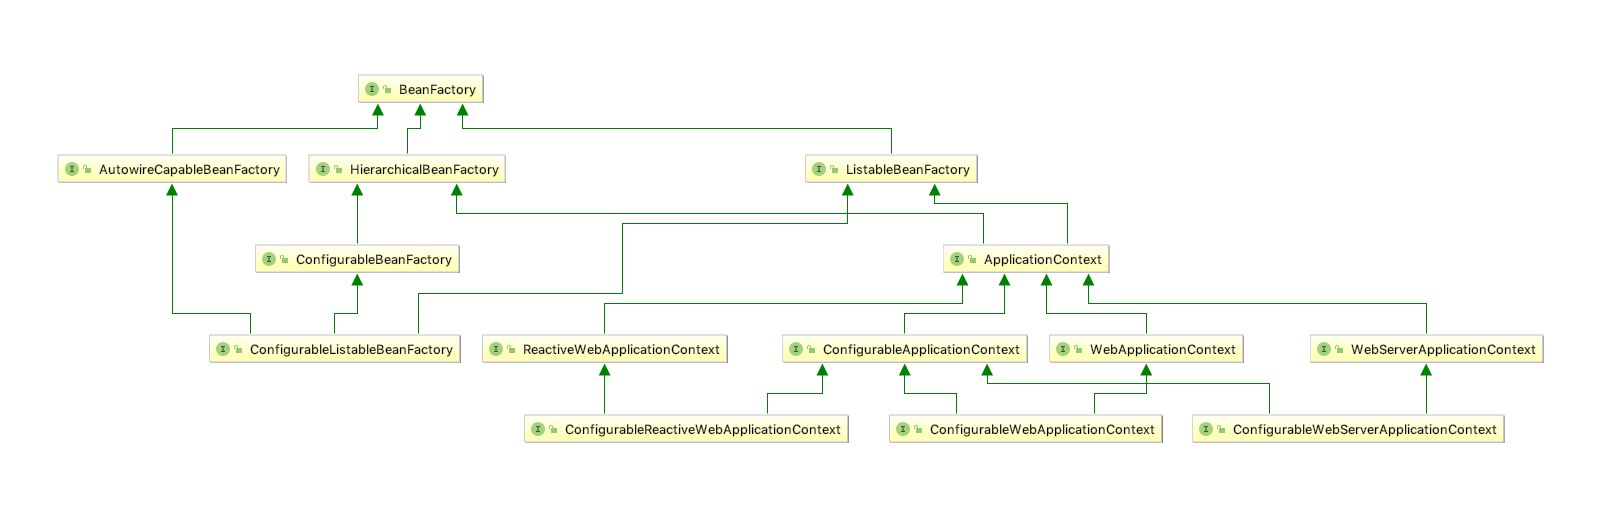 BeanFactory
AutowireCapableBeanFactory
HierarchicalBeanFactory
ListableBeanFactory
ConfigurableBeanFactory
ApplicationContext
ConfigurableListableBeanFactory
ReactiveWebApplicationContext
ConfigurableApplicationContext
WebApplicationContext
WebServerApplicationContext
ConfigurableReactiveWebApplicationContext
ConfigurableWebApplicationContext
ConfigurableWebServerApplicationContext